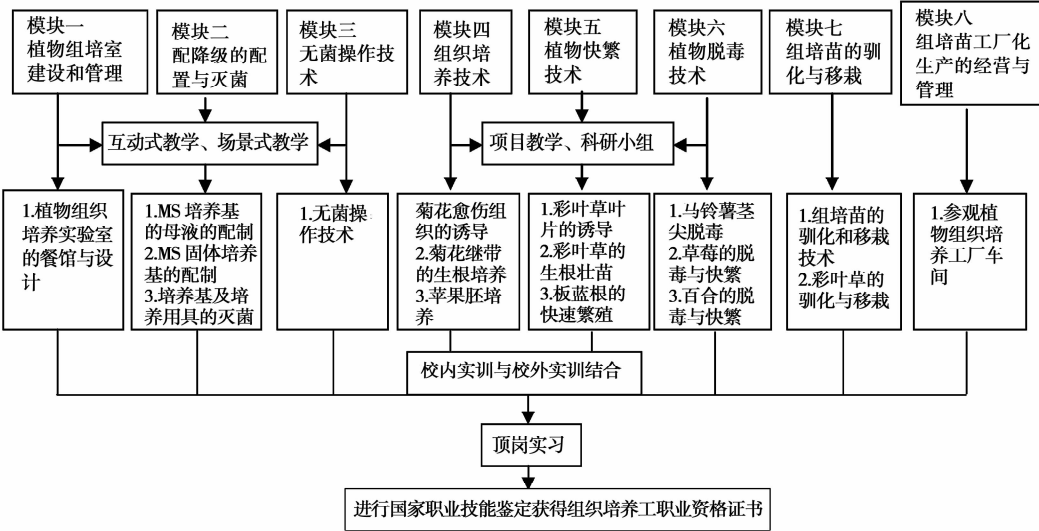 模块一
植物组培室
建设和管理
模块二
配降级的配
置与灭菌
模块三
无菌操作技
术
模块四
组织培
养技术
模块五
植物快繁
技术
模块六
植物脱毒
技术
模块七
组培苗的驯
化与移栽
模块八
组培苗工厂化
生产的经营与
管理
互动式教学、场景式教学
项目教学、科研小组
1.植物组织
培养实验室
的餐馆与设
计
1.MS 培养基
的母液的配制
2.MS 固体培养
基的配制
3.培养基及培
养用具的灭菌
1.无菌操
作技术
菊花愈伤组
织的诱导
2.菊花继带
的生根培养
3.苹果胚培
养
1.彩叶草叶
片的诱导
2.彩叶草的
生根壮苗
3.板蓝根的
快速繁殖
1.马铃薯茎
尖脱毒
2.草莓的脱
毒与快繁
3.百合的脱
毒与快繁
1.组培苗的
驯化和移栽
技术
2.彩叶草的
驯化与移栽
1.参观植
物组织培
养工厂车
间
校内实训与校外实训结合
顶岗实习
进行国家职业技能鉴定获得组织培养工职业资格证书